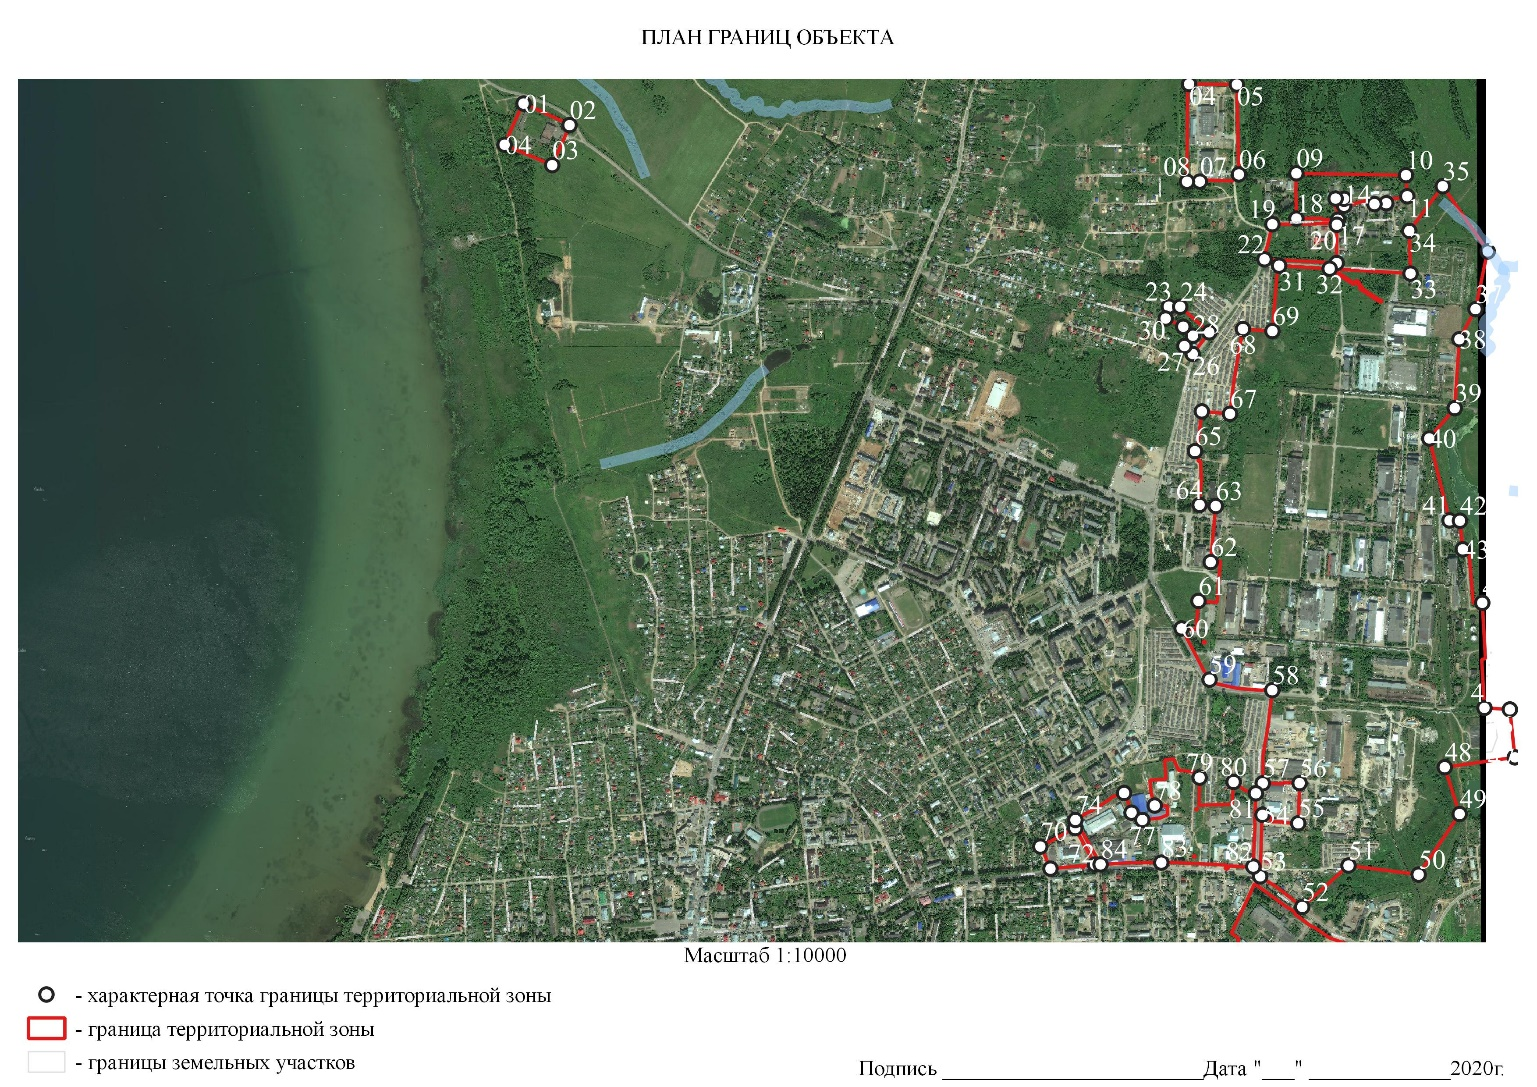 ПЛАН ГРАНИЦ ОБЪЕКТА
01 02
04 03
04 05
08 07 06 09 10 35
14 11
19 18
22 20 17 34
31 32 33
23 24 37
30 28 69 38
27 26 68
67 39
65 40
64 63 41 42
62 43
61
60
59 58
48
79 80 57 56
74 78 81 54 55 49
70 77
72 84 83 82 53 51 50
52
Масштаб 1:10000
- характерная точка границы территориальной зоны
- граница территориальной зоны
- границы земельных участков
Подпись ________________________Дата "___" _____________2020г.